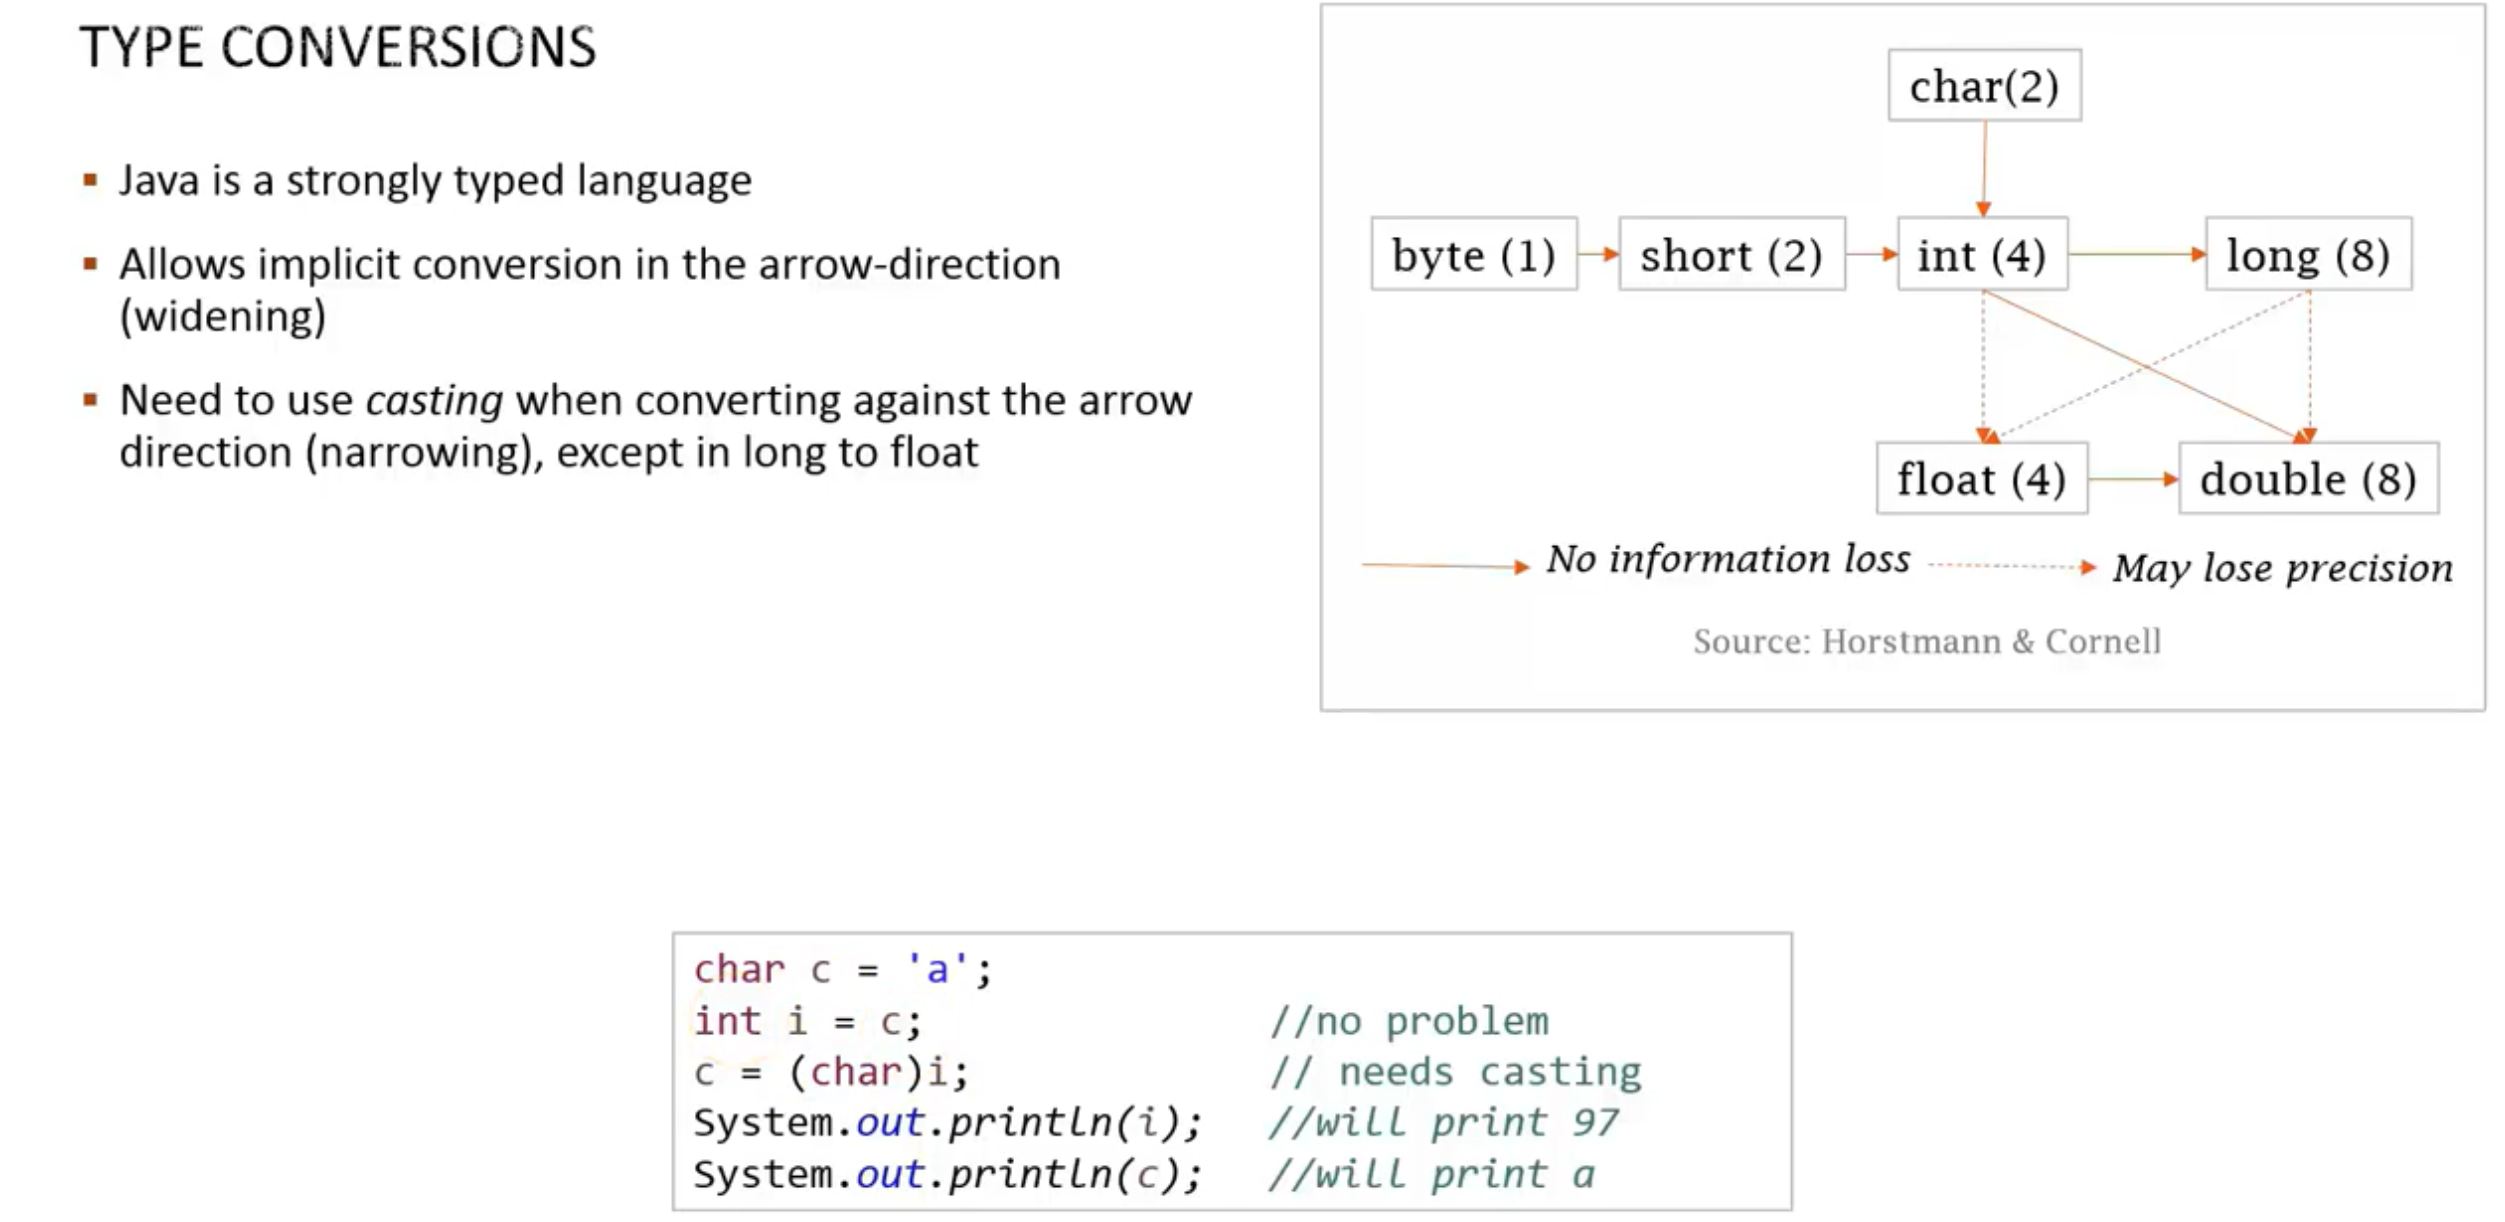 TYPE CONVERSIONS
▪ Java is a strongly typed language
▪ Allows implicit conversion in the arrow-direction
(widening)
▪ Need to use casting when converting against the arrow
direction (narrowing), except in long to float
char(2)
byte (1) short (2) int (4) long (8)
float (4) double (8)
No information loss May lose precision
Source: Horstmann & Cornell
char c = 'a';
int i = c; //no problem
c = (char)i; // needs casting
System.out.println(i); //will print 97
System.out.println(c); //will print a